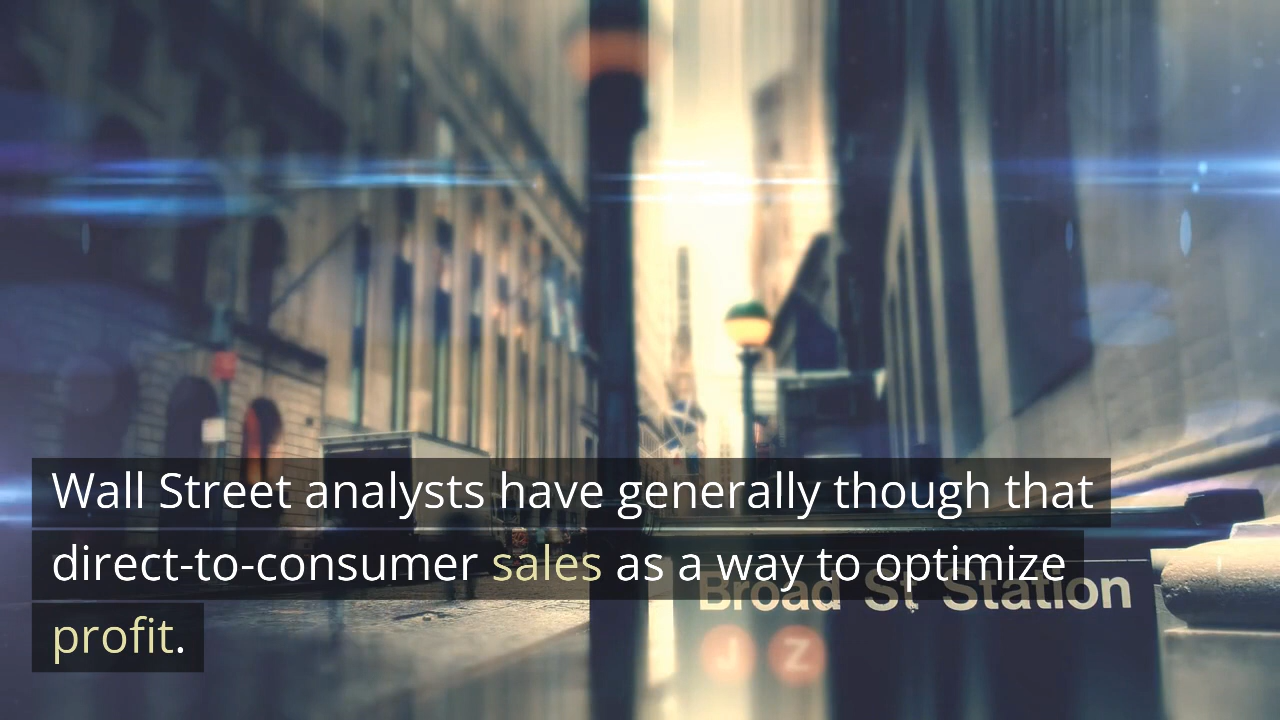 Wall Street analysts have generally though that
direct-to-consumer sales as a way to optimize
profit.
Broad St Station
J Z